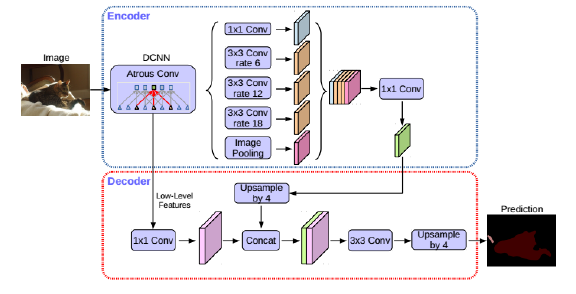 Encoder
Image
DCNN
Atrous Conv
1x1 Conv
3x3 Conv
rate 6
3x3 Conv
rate 12
3x3 Conv
rate 18
Image
Pooling
1x1 Conv
Decoder
Low-Level
Features
Upsample
by 4
1x1 Conv
Concat
3x3 Conv
Upsample
by 4
Prediction